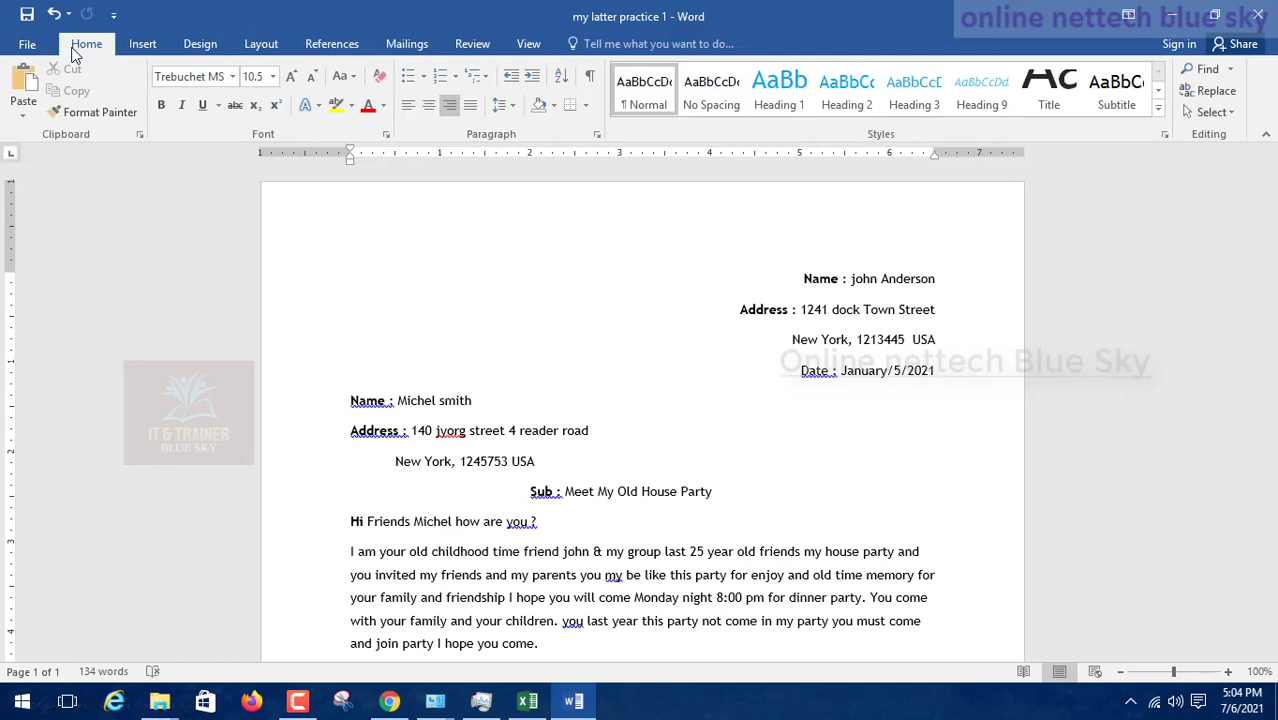 my latter practice 1 - Word
online nettech blue sky
File Home Insert Design Layout References Mailings Review View Tell me what you want to do... Sign in Share
Paste
Cut
Copy
Format Painter
Clipboard
Trebuchet MS 10.5
Font
Paragraph
AaBbCcDc AaBbCcDc AaBb AaBbCcD AaBbCcD AaBbCcDd AaBbCc
¶ Normal No Spacing Heading 1 Heading 2 Heading 3 Heading 9 Title Subtitle
Styles
Find
Replace
Select
Editing
1 1 2 3 4 5 6 7
Name : john Anderson
Address : 1241 dock Town Street
New York, 1213445 USA
Online nettech Blue Sky
Date : January/5/2021
Name : Michel smith
Address : 140 jyorg street 4 reader road
New York, 1245753 USA
Sub : Meet My Old House Party
Hi Friends Michel how are you ?
I am your old childhood time friend john & my group last 25 year old friends my house party and
you invited my friends and my parents you my be like this party for enjoy and old time memory for
your family and friendship I hope you will come Monday night 8:00 pm for dinner party. You come
with your family and your children. you last year this party not come in my party you must come
and join party I hope you come.
IT & TRAINER
BLUE SKY
Page 1 of 1 134 words 100%
5:04 PM
7/6/2021